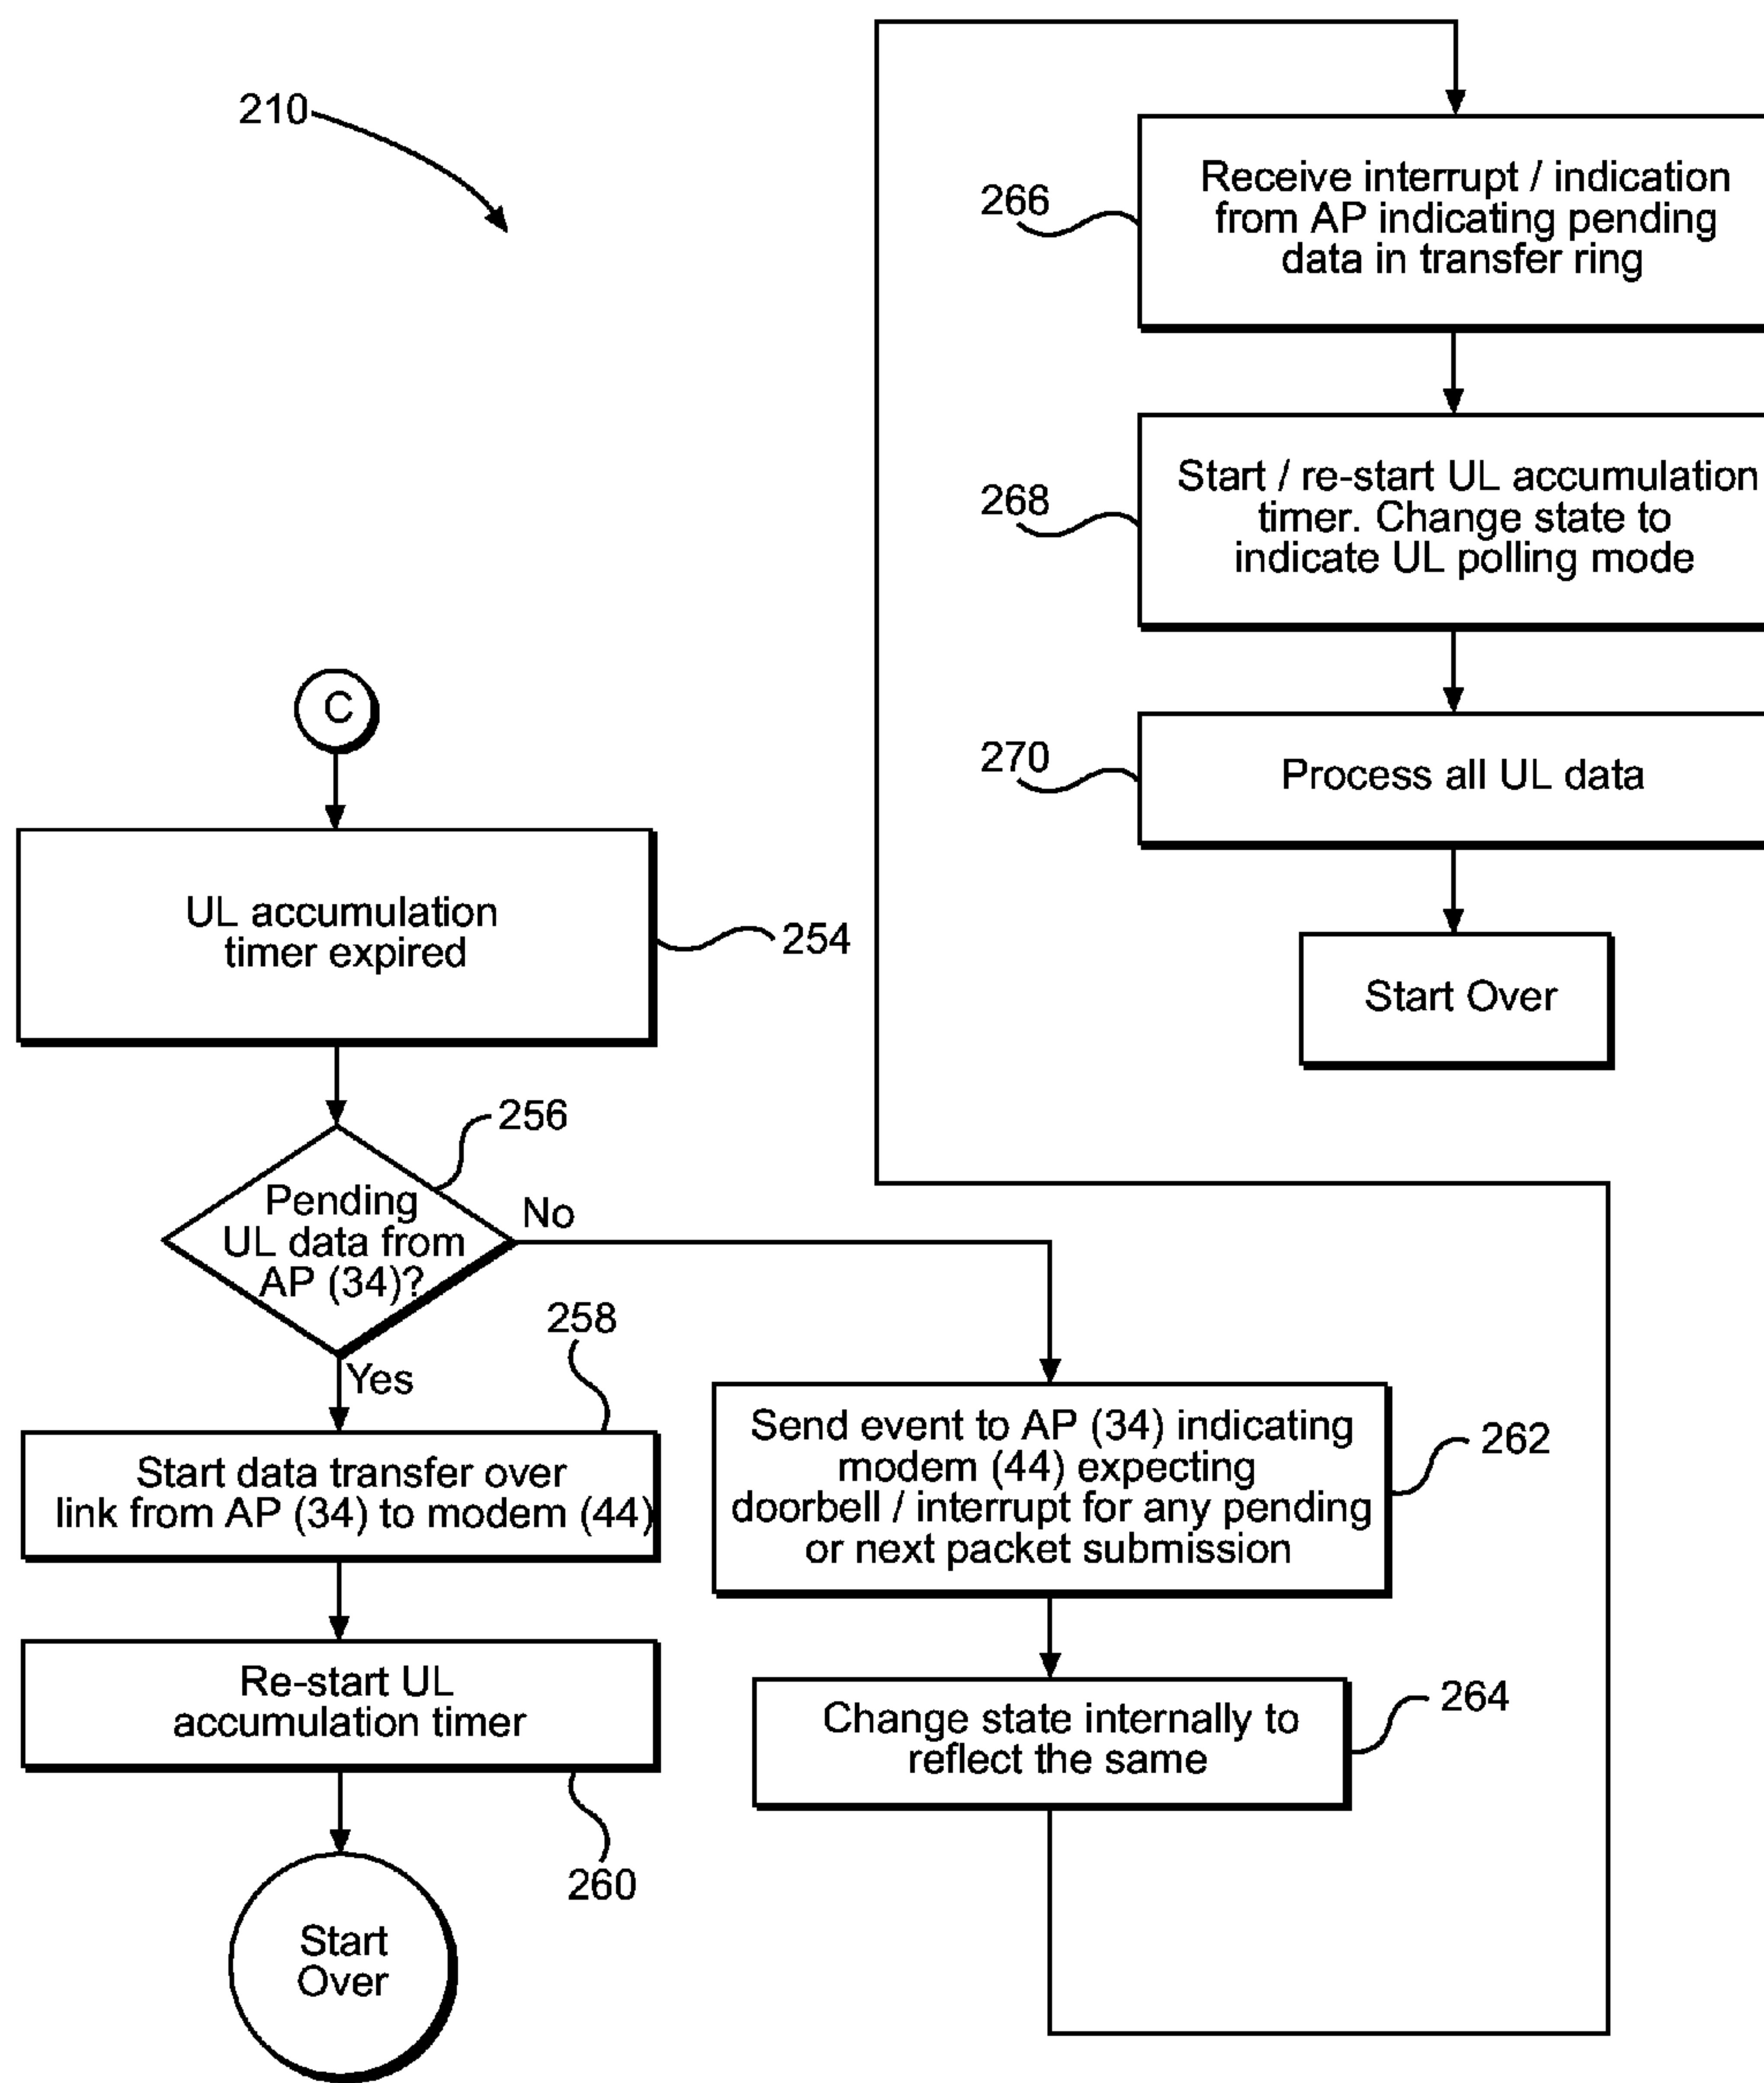 210
C
UL accumulation
timer expired
254
256
Pending
UL data from
AP (34)?
No
Yes
258
Start data transfer over
link from AP (34) to modem (44)
Re-start UL
accumulation timer
260
Start
Over
Send event to AP (34) indicating
modem (44) expecting
doorbell / interrupt for any pending
or next packet submission
262
Change state internally to
reflect the same
264
266
Receive interrupt / indication
from AP indicating pending
data in transfer ring
268
Start / re-start UL accumulation
timer. Change state to
indicate UL polling mode
270
Process all UL data
Start Over